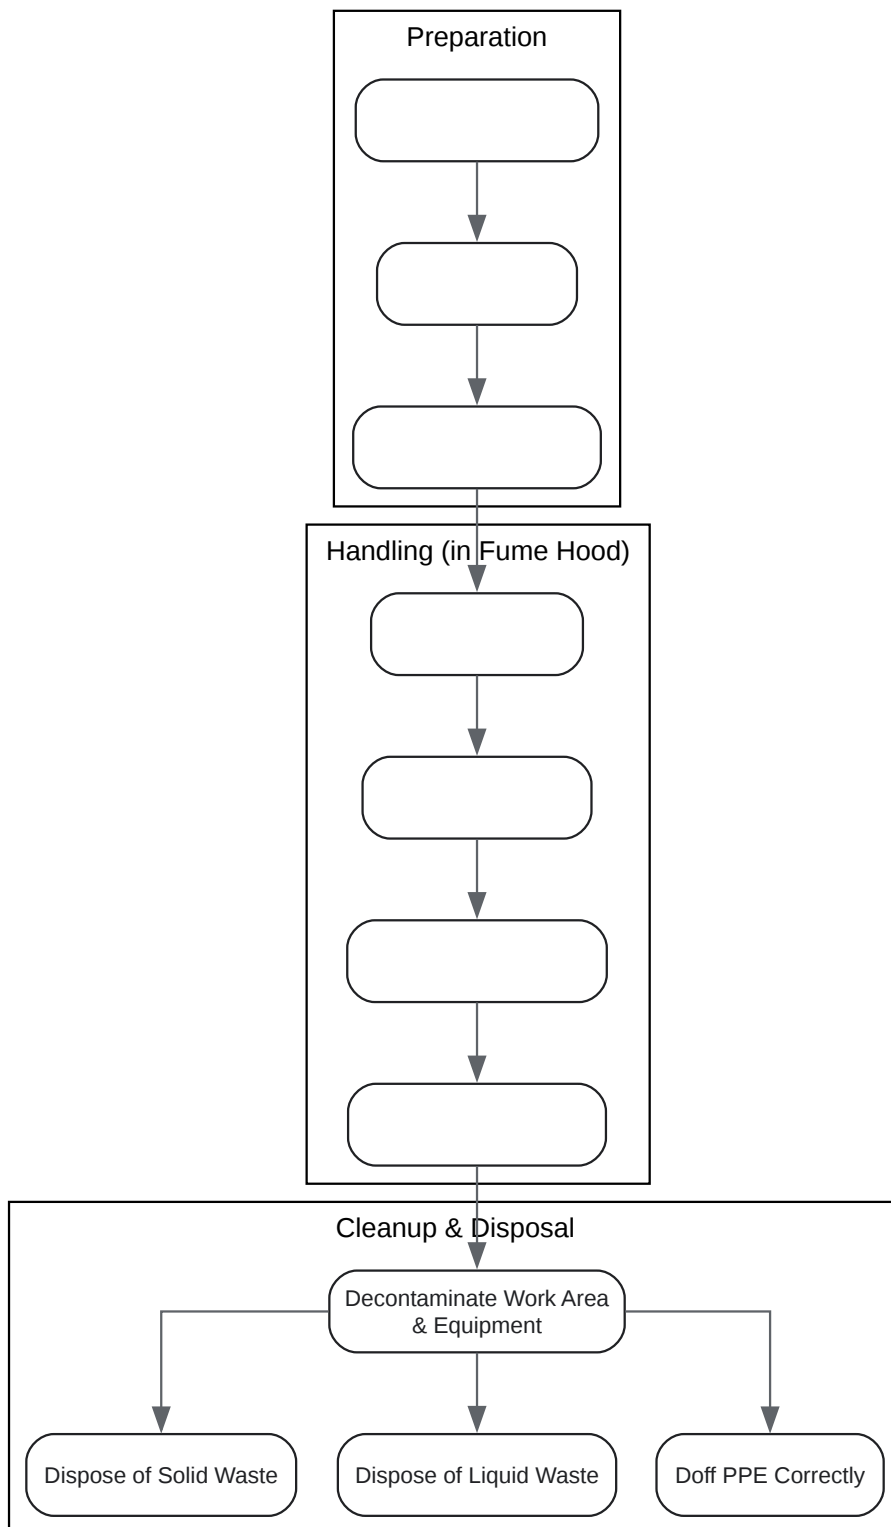 Preparation
Handling (in Fume Hood)
Cleanup & Disposal
Decontaminate Work Area
& Equipment
Dispose of Solid Waste
Dispose of Liquid Waste
Doff PPE Correctly